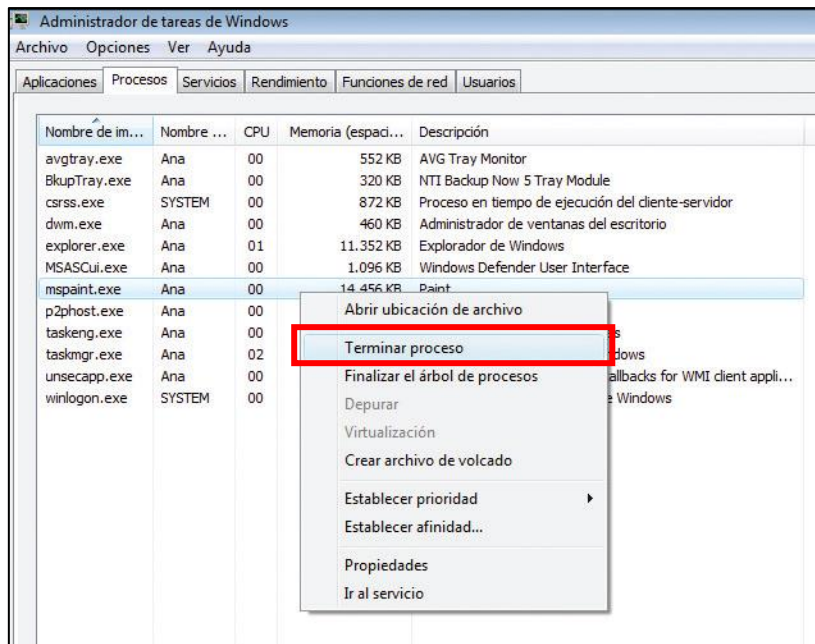 Administrador de tareas de Windows
Archivo Opciones Ver Ayuda
Aplicaciones Procesos Servicios Rendimiento Funciones de red Usuarios
Nombre de im... Nombre ... CPU Memoria (espaci... Descripción
avgtray.exe Ana 00 552 KB AVG Tray Monitor
BkupTray.exe Ana 00 320 KB NTI Backup Now 5 Tray Module
csrss.exe SYSTEM 00 872 KB Proceso en tiempo de ejecución del cliente-servidor
dwm.exe Ana 00 460 KB Administrador de ventanas del escritorio
explorer.exe Ana 01 11.352 KB Explorador de Windows
MSASCui.exe Ana 00 1.096 KB Windows Defender User Interface
mspaint.exe Ana 00 14.456 KB Paint
p2phost.exe Ana 00
taskeng.exe Ana 00
taskmgr.exe Ana 02
unsecapp.exe Ana 00 allbacks for WMI client appli...
winlogon.exe SYSTEM 00 e Windows
Abrir ubicación de archivo
Terminar proceso
Finalizar el árbol de procesos
Depurar
Virtualización
Crear archivo de volcado
Establecer prioridad
Establecer afinidad...
Propiedades
Ir al servicio